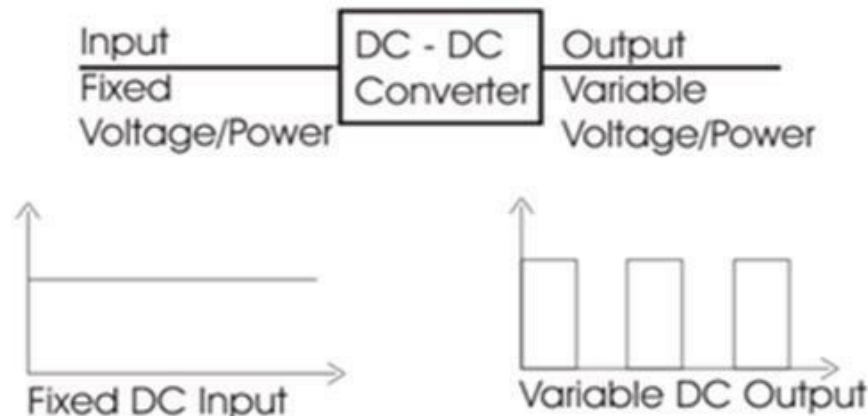 Input
Fixed
Voltage/Power
DC - DC
Converter
Output
Variable
Voltage/Power
Fixed DC Input
Variable DC Output